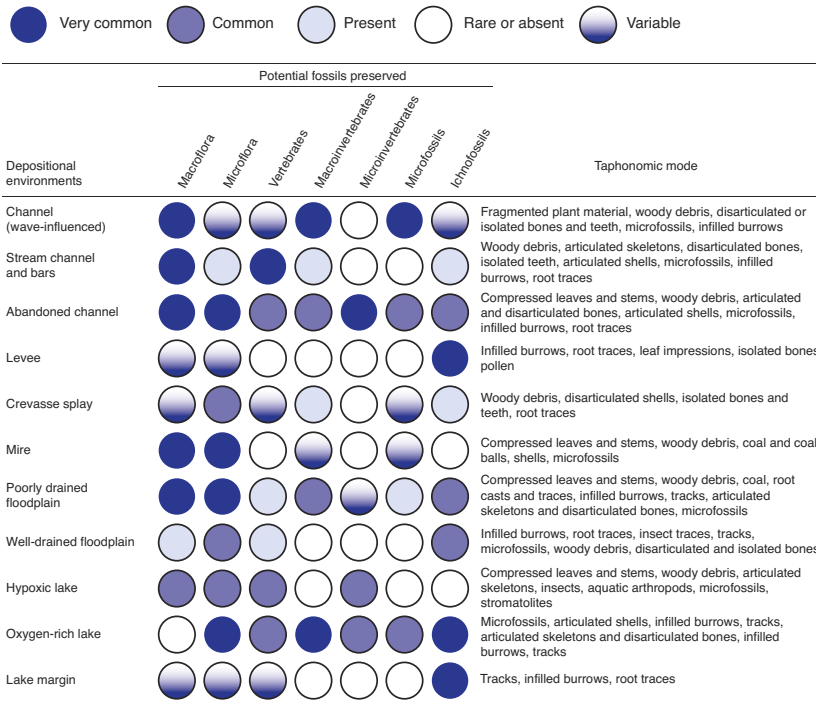 Very common Common Present Rare or absent Variable
Potential fossils preserved
Depositional
environments
Macroflora
Microflora
Vertebrates
Macroinvertebrates
Microinvertebrates
Microfossils
Ichnofossils
Taphonomic mode
Channel
(wave-influenced)
Fragmented plant material, woody debris, disarticulated or
isolated bones and teeth, microfossils, infilled burrows
Stream channel
and bars
Woody debris, articulated skeletons, disarticulated bones,
isolated teeth, articulated shells, microfossils, infilled
burrows, root traces
Abandoned channel
Compressed leaves and stems, woody debris, articulated
and disarticulated bones, articulated shells, microfossils,
infilled burrows, root traces
Levee
Infilled burrows, root traces, leaf impressions, isolated bones
pollen
Crevasse splay
Woody debris, disarticulated shells, isolated bones and
teeth, root traces
Mire
Compressed leaves and stems, woody debris, coal and coal
balls, shells, microfossils
Poorly drained
floodplain
Compressed leaves and stems, woody debris, coal, root
casts and traces, infilled burrows, tracks, articulated
skeletons and disarticulated bones, microfossils
Well-drained floodplain
Infilled burrows, root traces, insect traces, tracks,
microfossils, woody debris, disarticulated and isolated bones
Hypoxic lake
Compressed leaves and stems, woody debris, articulated
skeletons, insects, aquatic arthropods, microfossils,
stromatolites
Oxygen-rich lake
Microfossils, articulated shells, infilled burrows, tracks,
articulated skeletons and disarticulated bones, infilled
burrows, tracks
Lake margin
Tracks, infilled burrows, root traces